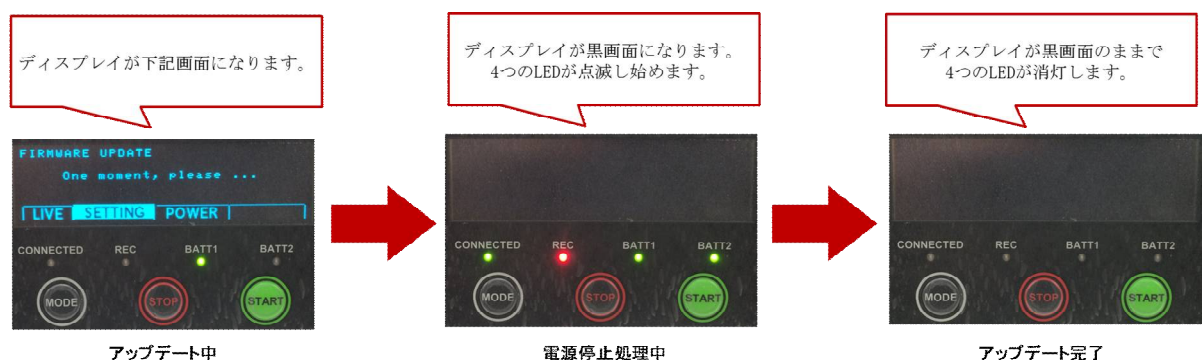 ディスプレイが下記画面になります。
ディスプレイが黒画面になります。
4つのLEDが点滅し始めます。
ディスプレイが黒画面のままで
4つのLEDが消灯します。
FIRMWARE UPDATE
One moment, please ...
LIVE SETTING POWER
CONNECTED REC BATT1 BATT2
MODE STOP START
CONNECTED REC BATT1 BATT2
MODE STOP START
CONNECTED REC BATT1 BATT2
MODE STOP START
アップデート中
電源停止処理中
アップデート完了